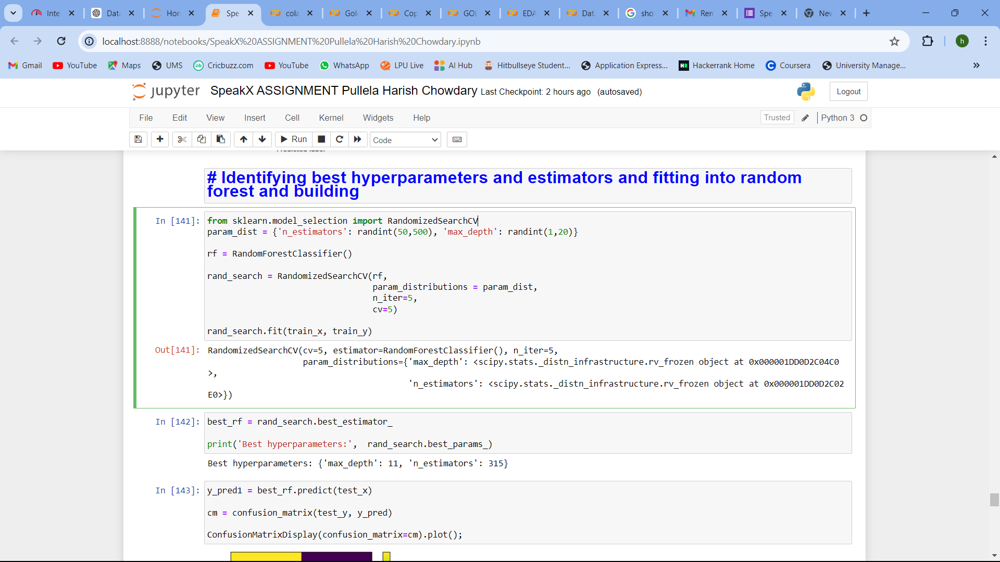 Inte
Data
Hon
Spe
cola
Gold
Cop
GOL
EDA
Data
sho
Rem
Spe
New
localhost:8888/notebooks/SpeakX%20ASSIGNMENT%20Pullela%20Harish%20Chowdary.ipynb
h
Gmail YouTube Maps UMS Cricbuzz.com YouTube WhatsApp LPU Live AI Hub Hitbullseye Student... Application Express... Hackerrank Home Coursera University Manage... »
jupyter SpeakX ASSIGNMENT Pullela Harish Chowdary Last Checkpoint: 2 hours ago (autosaved) Logout
File Edit View Insert Cell Kernel Widgets Help Trusted Python 3
Run Code
Predicted label
# Identifying best hyperparameters and estimators and fitting into random
forest and building
In [141]: from sklearn.model_selection import RandomizedSearchCV
param_dist = {'n_estimators': randint(50,500), 'max_depth': randint(1,20)}
rf = RandomForestClassifier()
rand_search = RandomizedSearchCV(rf,
param_distributions = param_dist,
n_iter=5,
cv=5)
rand_search.fit(train_x, train_y)
Out[141]: RandomizedSearchCV(cv=5, estimator=RandomForestClassifier(), n_iter=5,
param_distributions={'max_depth': <scipy.stats._distn_infrastructure.rv_frozen object at 0x000001DD0D2C04C0
>,
'n_estimators': <scipy.stats._distn_infrastructure.rv_frozen object at 0x000001DD0D2C02
E0>})
In [142]: best_rf = rand_search.best_estimator_
print('Best hyperparameters:',  rand_search.best_params_)
Best hyperparameters: {'max_depth': 11, 'n_estimators': 315}
In [143]: y_pred1 = best_rf.predict(test_x)
cm = confusion_matrix(test_y, y_pred)
ConfusionMatrixDisplay(confusion_matrix=cm).plot();